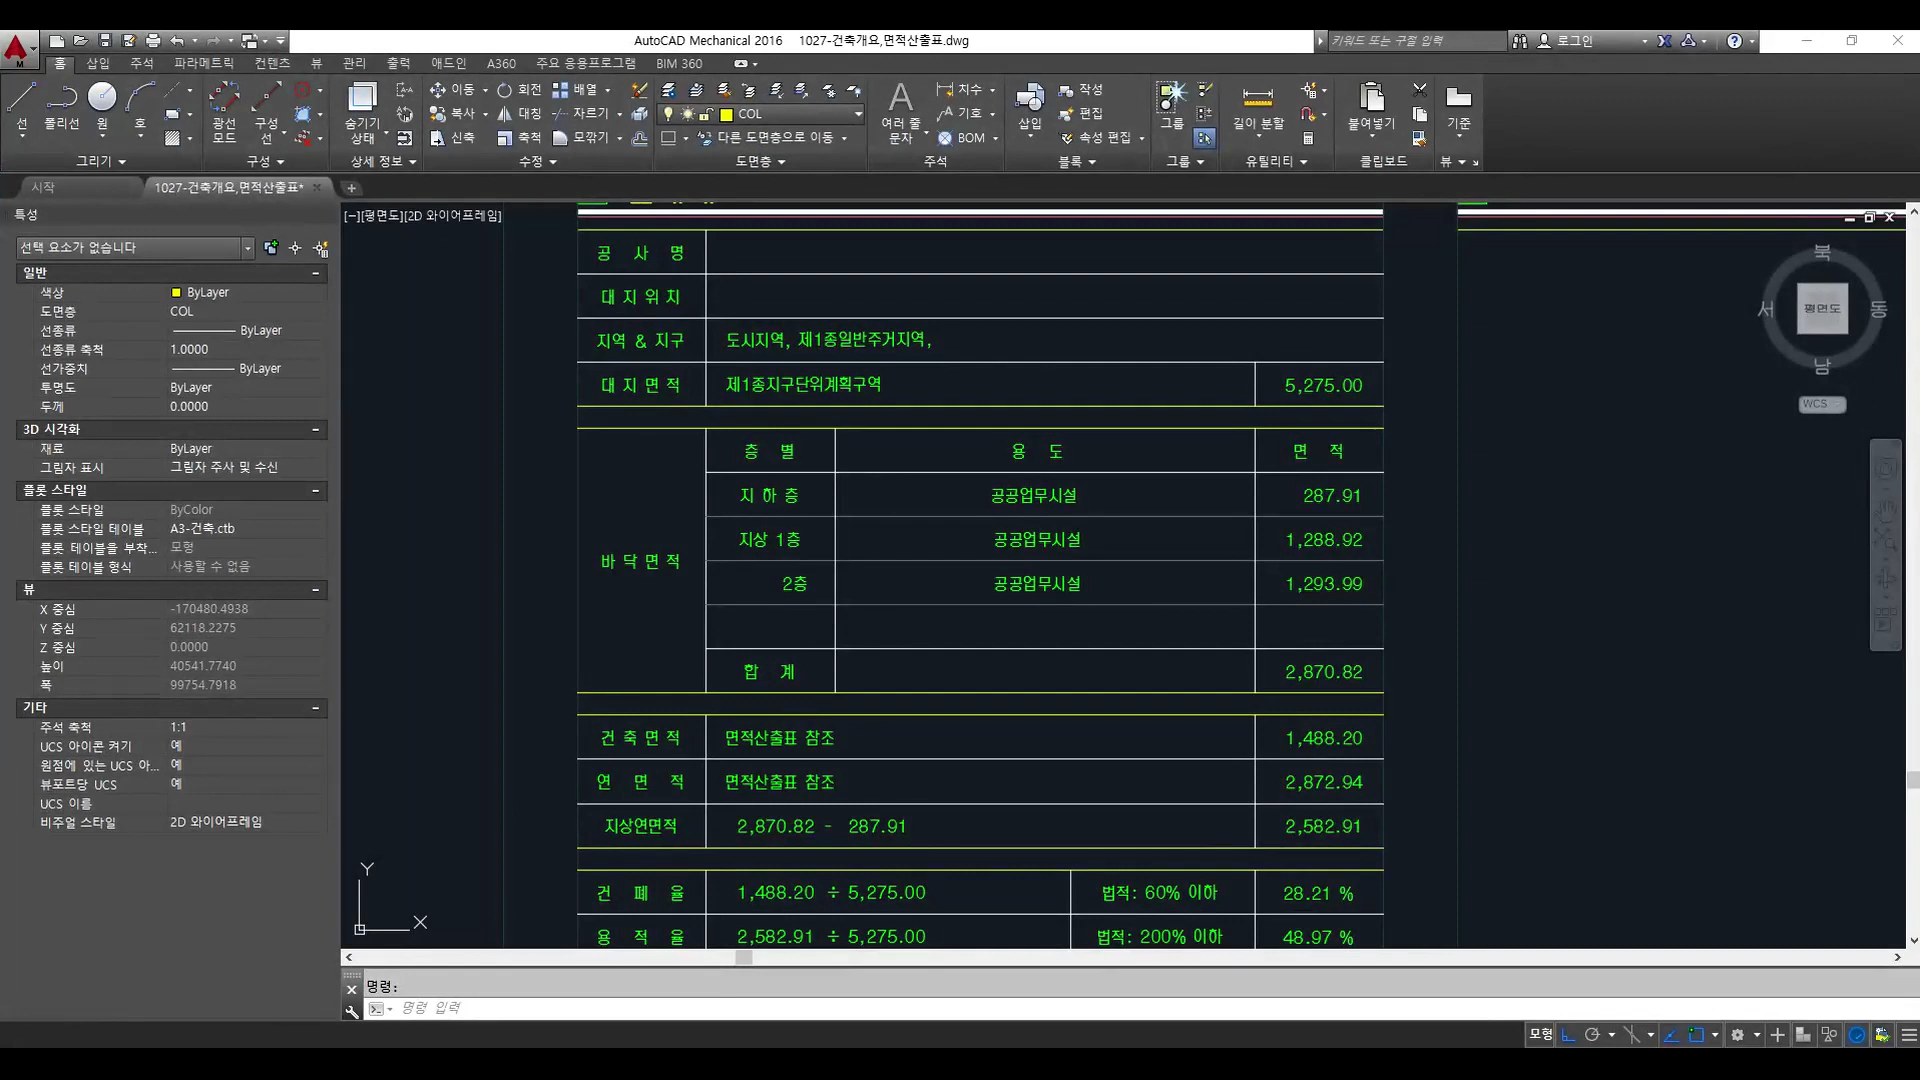 AutoCAD Mechanical 2016 1027-건축개요,면적산출표.dwg
키워드 또는 구절 입력
로그인
홈 삽입 주석 파라메트릭 컨텐츠 뷰 관리 출력 애드인 A360 주요 응용프로그램 BIM 360
선 폴리선 원 호
광선 모드
구성 선
숨기기 상태
이동 회전 배열
복사 대칭 자르기
신축 축척 모깎기
COL
다른 도면층으로 이동
여러 줄 문자
치수
기호
BOM
삽입
작성
편집
속성 편집
그룹
길이 분할
붙여넣기
기준
그리기 구성 상세 정보 수정 도면층 주석 블록 그룹 유틸리티 클립보드 뷰
시작 1027-건축개요,면적산출표*
특성
선택 요소가 없습니다
일반
색상 ByLayer
도면층 COL
선종류 ByLayer
선종류 축척 1.0000
선가중치 ByLayer
투명도 ByLayer
두께 0.0000
3D 시각화
재료 ByLayer
그림자 표시 그림자 주사 및 수신
플롯 스타일
플롯 스타일 ByColor
플롯 스타일 테이블 A3-건축.ctb
플롯 테이블을 부착... 모형
플롯 테이블 형식 사용할 수 없음
뷰
X 중심 -170480.4938
Y 중심 62118.2275
Z 중심 0.0000
높이 40541.7740
폭 99754.7918
기타
주석 축척 1:1
UCS 아이콘 켜기 예
원점에 있는 UCS 아... 예
뷰포트당 UCS 예
UCS 이름
비주얼 스타일 2D 와이어프레임
[−][평면도][2D 와이어프레임]
공 사 명
대 지 위 치
지역 & 지구 도시지역, 제1종일반주거지역,
대 지 면 적 제1종지구단위계획구역 5,275.00
바 닥 면 적
층 별 용 도 면 적
지 하 층 공공업무시설 287.91
지상 1층 공공업무시설 1,288.92
2층 공공업무시설 1,293.99
합 계 2,870.82
건 축 면 적 면적산출표 참조 1,488.20
연 면 적 면적산출표 참조 2,872.94
지상연면적 2,870.82 - 287.91 2,582.91
건 폐 율 1,488.20 ÷ 5,275.00 법적: 60% 이하 28.21 %
용 적 율 2,582.91 ÷ 5,275.00 법적: 200% 이하 48.97 %
북
서 평면도 동
남
WCS
Y
X
명령:
명령 입력
모형